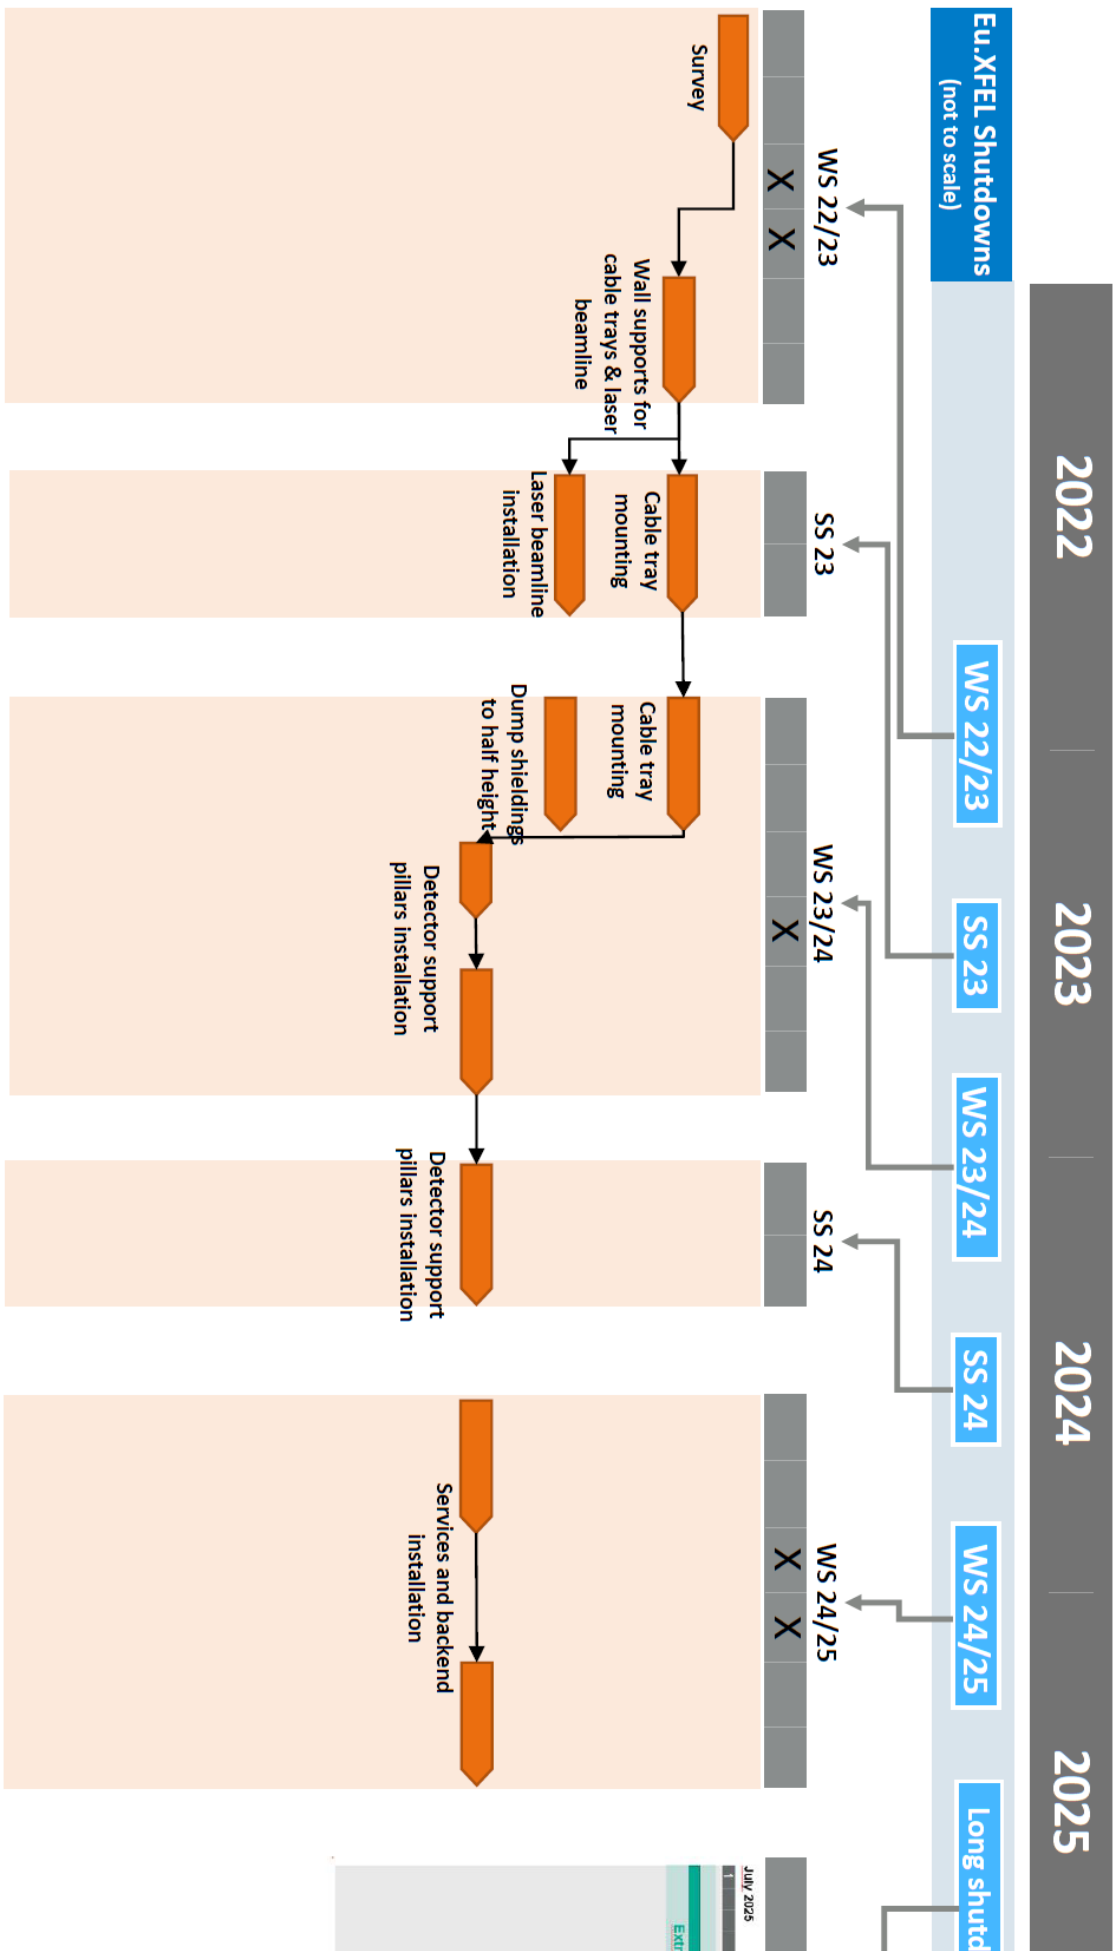 2022
2023
2024
2025
Eu.XFEL Shutdowns
(not to scale)
WS 22/23
SS 23
WS 23/24
SS 24
WS 24/25
Long shutd
WS 22/23
SS 23
WS 23/24
SS 24
WS 24/25
X
X
X
X
X
Survey
Wall supports for
cable trays & laser
beamline
Cable tray
mounting
Laser beamline
installation
Cable tray
mounting
Dump shieldings
to half height
Detector support
pillars installation
Detector support
pillars installation
Services and backend
installation
July 2025
1
Extr